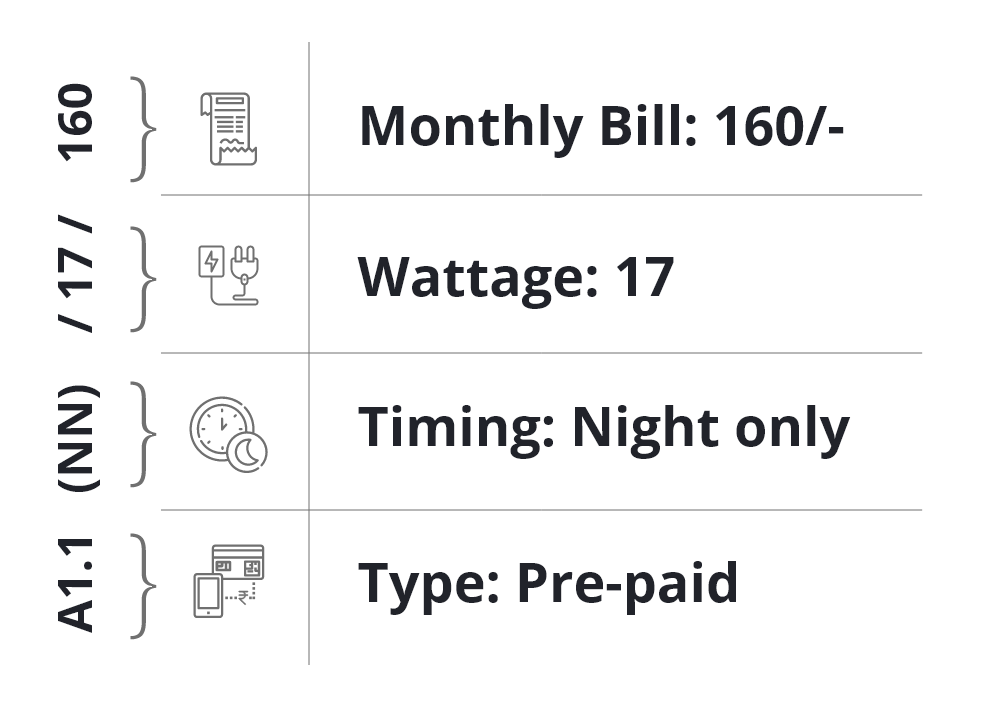 A1.1 (NN) / 17 / 160
Monthly Bill: 160/-
Wattage: 17
Timing: Night only
Type: Pre-paid
₹